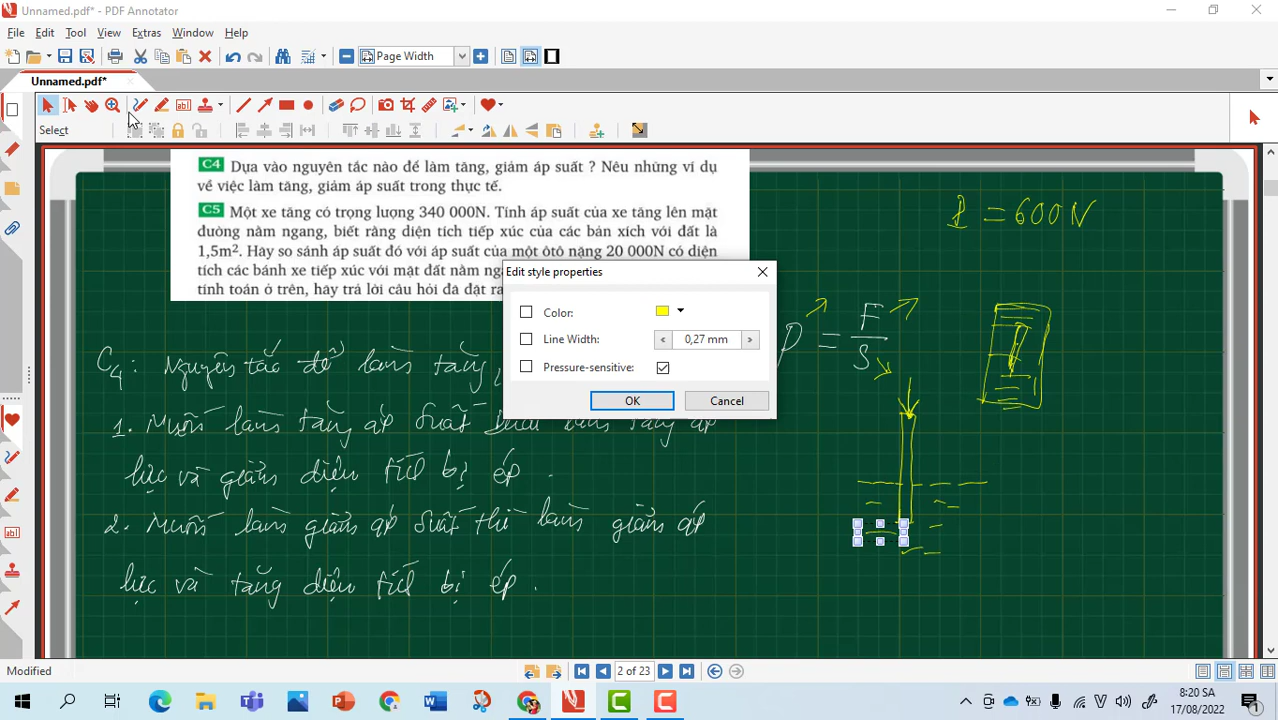 Unnamed.pdf* - PDF Annotator
File Edit Tool View Extras Window Help
Page Width
Unnamed.pdf*
Select
C4 Dựa vào nguyên tắc nào để làm tăng, giảm áp suất ? Nêu những ví dụ
về việc làm tăng, giảm áp suất trong thực tế.
C5 Một xe tăng có trọng lượng 340 000N. Tính áp suất của xe tăng lên mặt
đường nằm ngang, biết rằng diện tích tiếp xúc của các bản xích với đất là
1,5m². Hãy so sánh áp suất đó với áp suất của một ôtô nặng 20 000N có diện
tích các bánh xe tiếp xúc với mặt đất nằm nga
tính toán ở trên, hãy trả lời câu hỏi đã đặt ra
P = 600N
Edit style properties
Color:
Line Width: 0,27 mm
Pressure-sensitive:
OK Cancel
p = F
S
C4: Nguyên tắc để làm tăng,
1. Muốn làm tăng áp suất làm tăng áp
lực và giảm diện tích bị ép.
2. Muốn làm giảm áp suất thì làm giảm áp
lực và tăng diện tích bị ép.
Modified
2 of 23
8:20 SA
17/08/2022